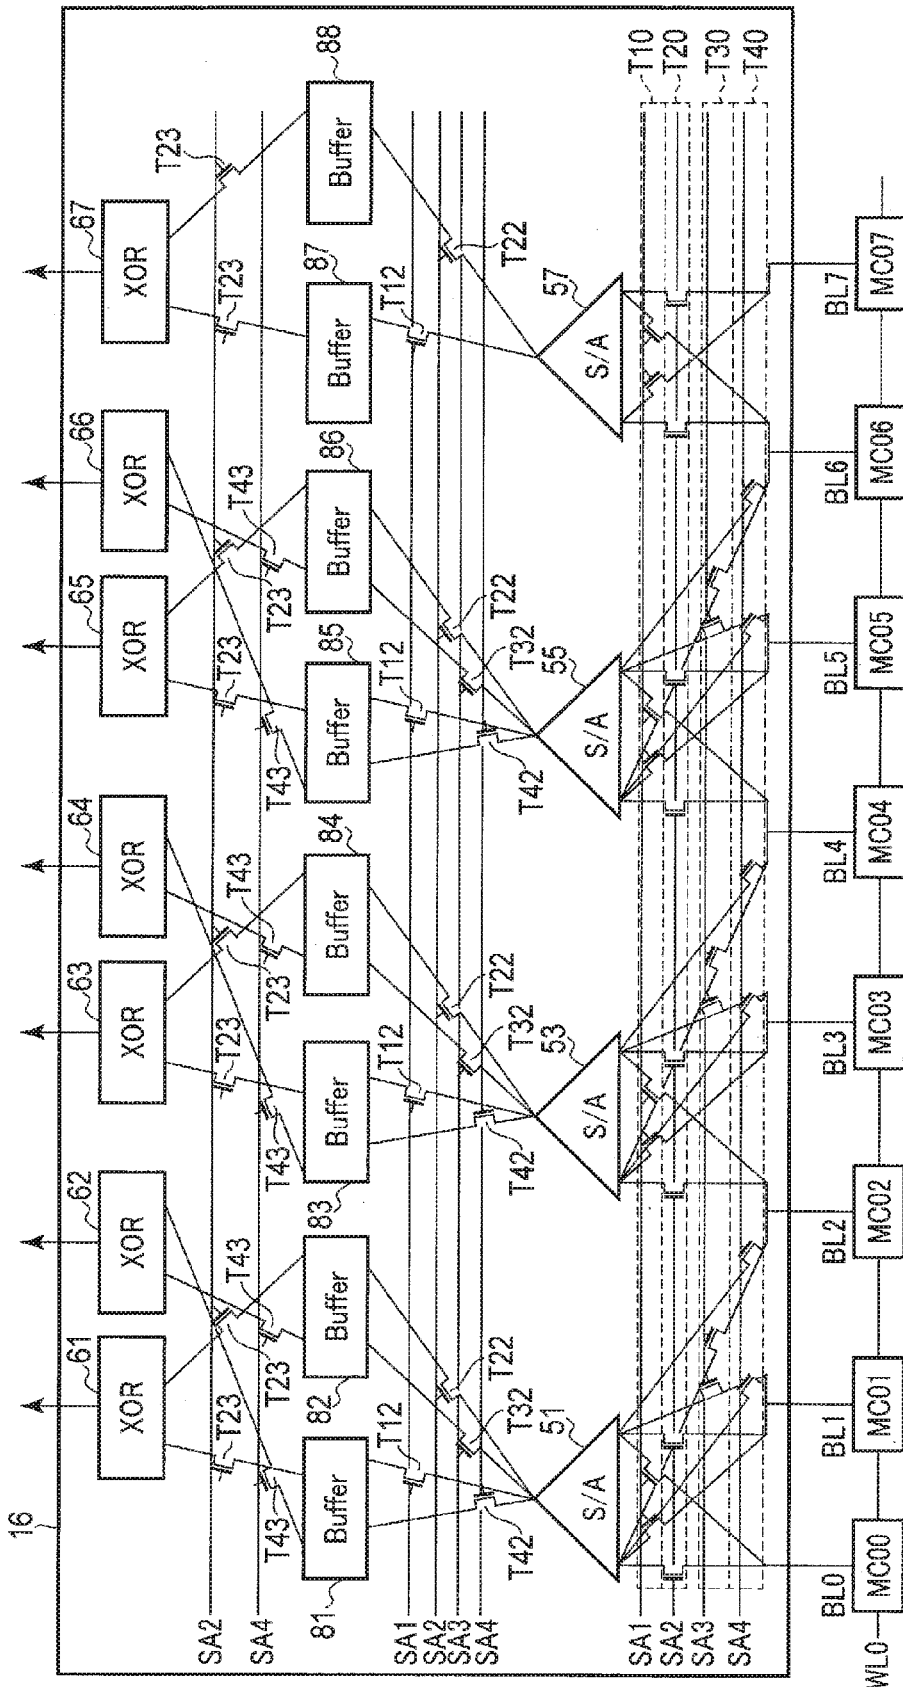 16
61
62
63
64
65
66
67
XOR
XOR
XOR
XOR
XOR
XOR
XOR
SA2
T23
T23
T23
T23
T23
T23
T23
T23
SA4
T43
T43
T43
T43
T43
T43
81
82
83
84
85
86
87
88
Buffer
Buffer
Buffer
Buffer
Buffer
Buffer
Buffer
Buffer
SA1
SA2
SA3
SA4
T12
T12
T12
T12
T22
T22
T22
T22
T32
T32
T32
T42
T42
T42
51
53
55
57
S/A
S/A
S/A
S/A
SA1
SA2
SA3
SA4
T10
T20
T30
T40
BL0
BL1
BL2
BL3
BL4
BL5
BL6
BL7
WL0
MC00
MC01
MC02
MC03
MC04
MC05
MC06
MC07